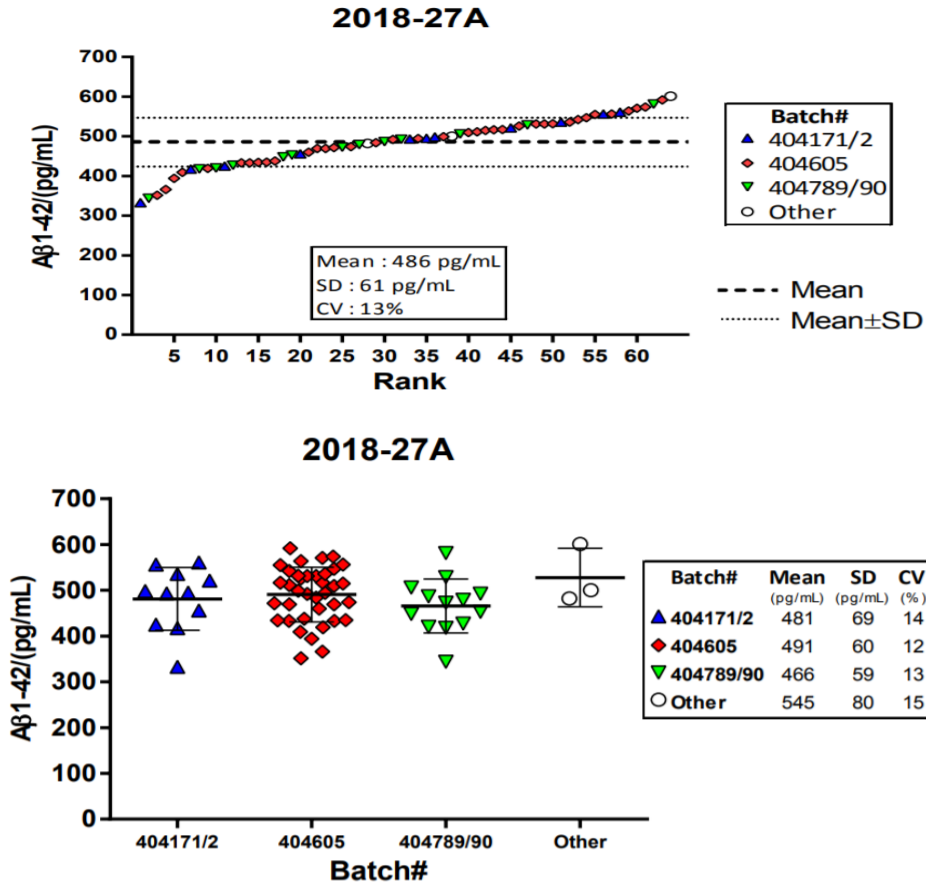 2018-27A
700
600
500
400
300
200
100
0
Aβ1-42/(pg/mL)
Mean : 486 pg/mL
SD : 61 pg/mL
CV : 13%
5 10 15 20 25 30 35 40 45 50 55 60
Rank
Batch#
404171/2
404605
404789/90
Other
Mean
Mean±SD
2018-27A
700
600
500
400
300
200
100
0
Aβ1-42/(pg/mL)
404171/2 404605 404789/90 Other
Batch#
Batch# Mean SD CV
(pg/mL) (pg/mL) (%)
404171/2 481 69 14
404605 491 60 12
404789/90 466 59 13
Other 545 80 15